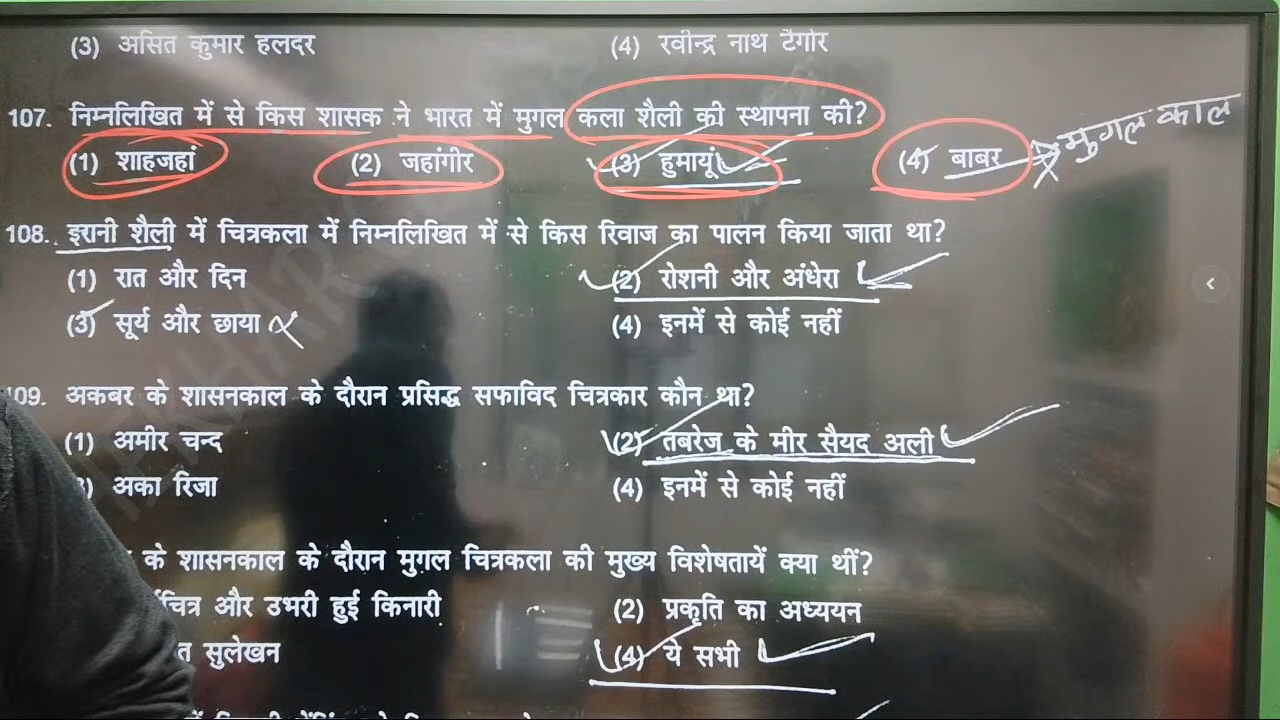 (3) असित कुमार हलदर (4) रवीन्द्र नाथ टैगोर
107. निम्नलिखित में से किस शासक ने भारत में मुगल कला शैली की स्थापना की?
(1) शाहजहां (2) जहांगीर (3) हुमायूं (4) बाबर मुगल काल
108. इरानी शैली में चित्रकला में निम्नलिखित में से किस रिवाज का पालन किया जाता था?
(1) रात और दिन (2) रोशनी और अंधेरा
(3) सूर्य और छाया (4) इनमें से कोई नहीं
109. अकबर के शासनकाल के दौरान प्रसिद्ध सफाविद चित्रकार कौन था?
(1) अमीर चन्द (2) तबरेज के मीर सैयद अली
अका रिजा (4) इनमें से कोई नहीं
के शासनकाल के दौरान मुगल चित्रकला की मुख्य विशेषतायें क्या थीं?
और उभरी हुई किनारी (2) प्रकृति का अध्ययन
सुलेखन (4) ये सभी